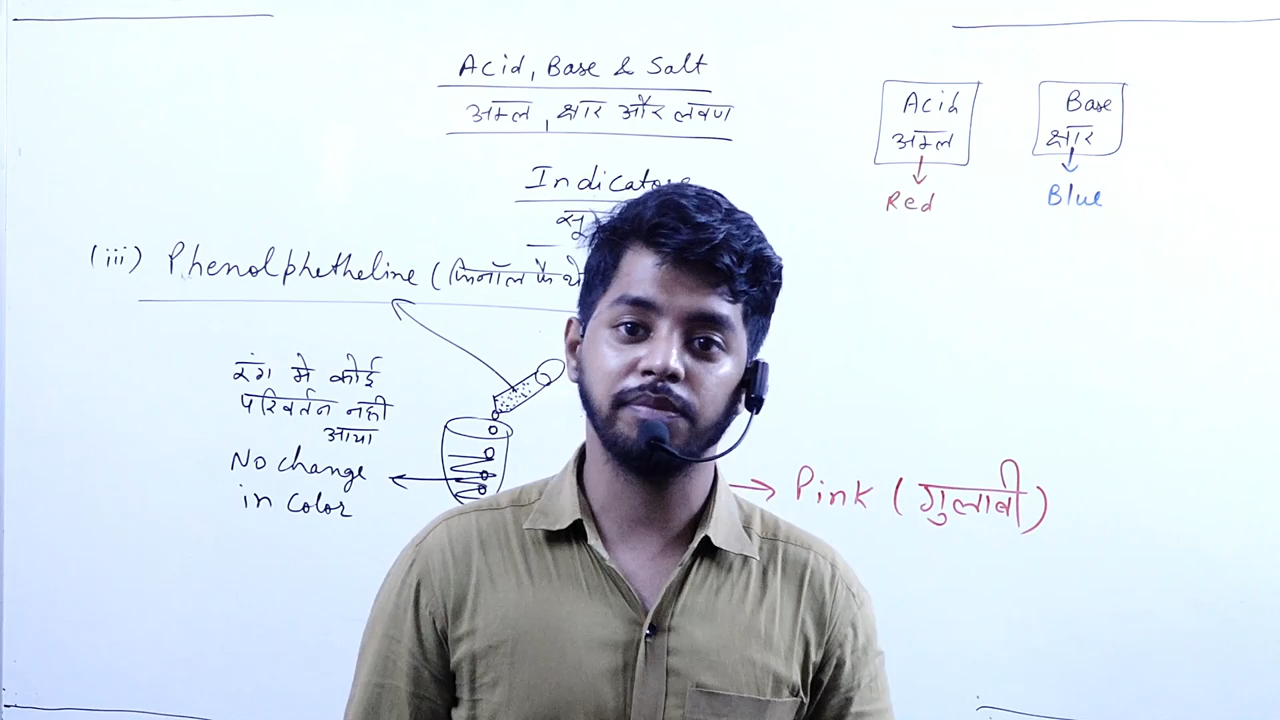 Acid, Base & Salt
अम्ल, क्षार और लवण
Acid
अम्ल
Red
Base
क्षार
Blue
(iii) Phenolphetheline (फिनॉल्फ
रंग मे कोई
परिवर्तन नही
आया
No change
in color
Pink (गुलाबी)